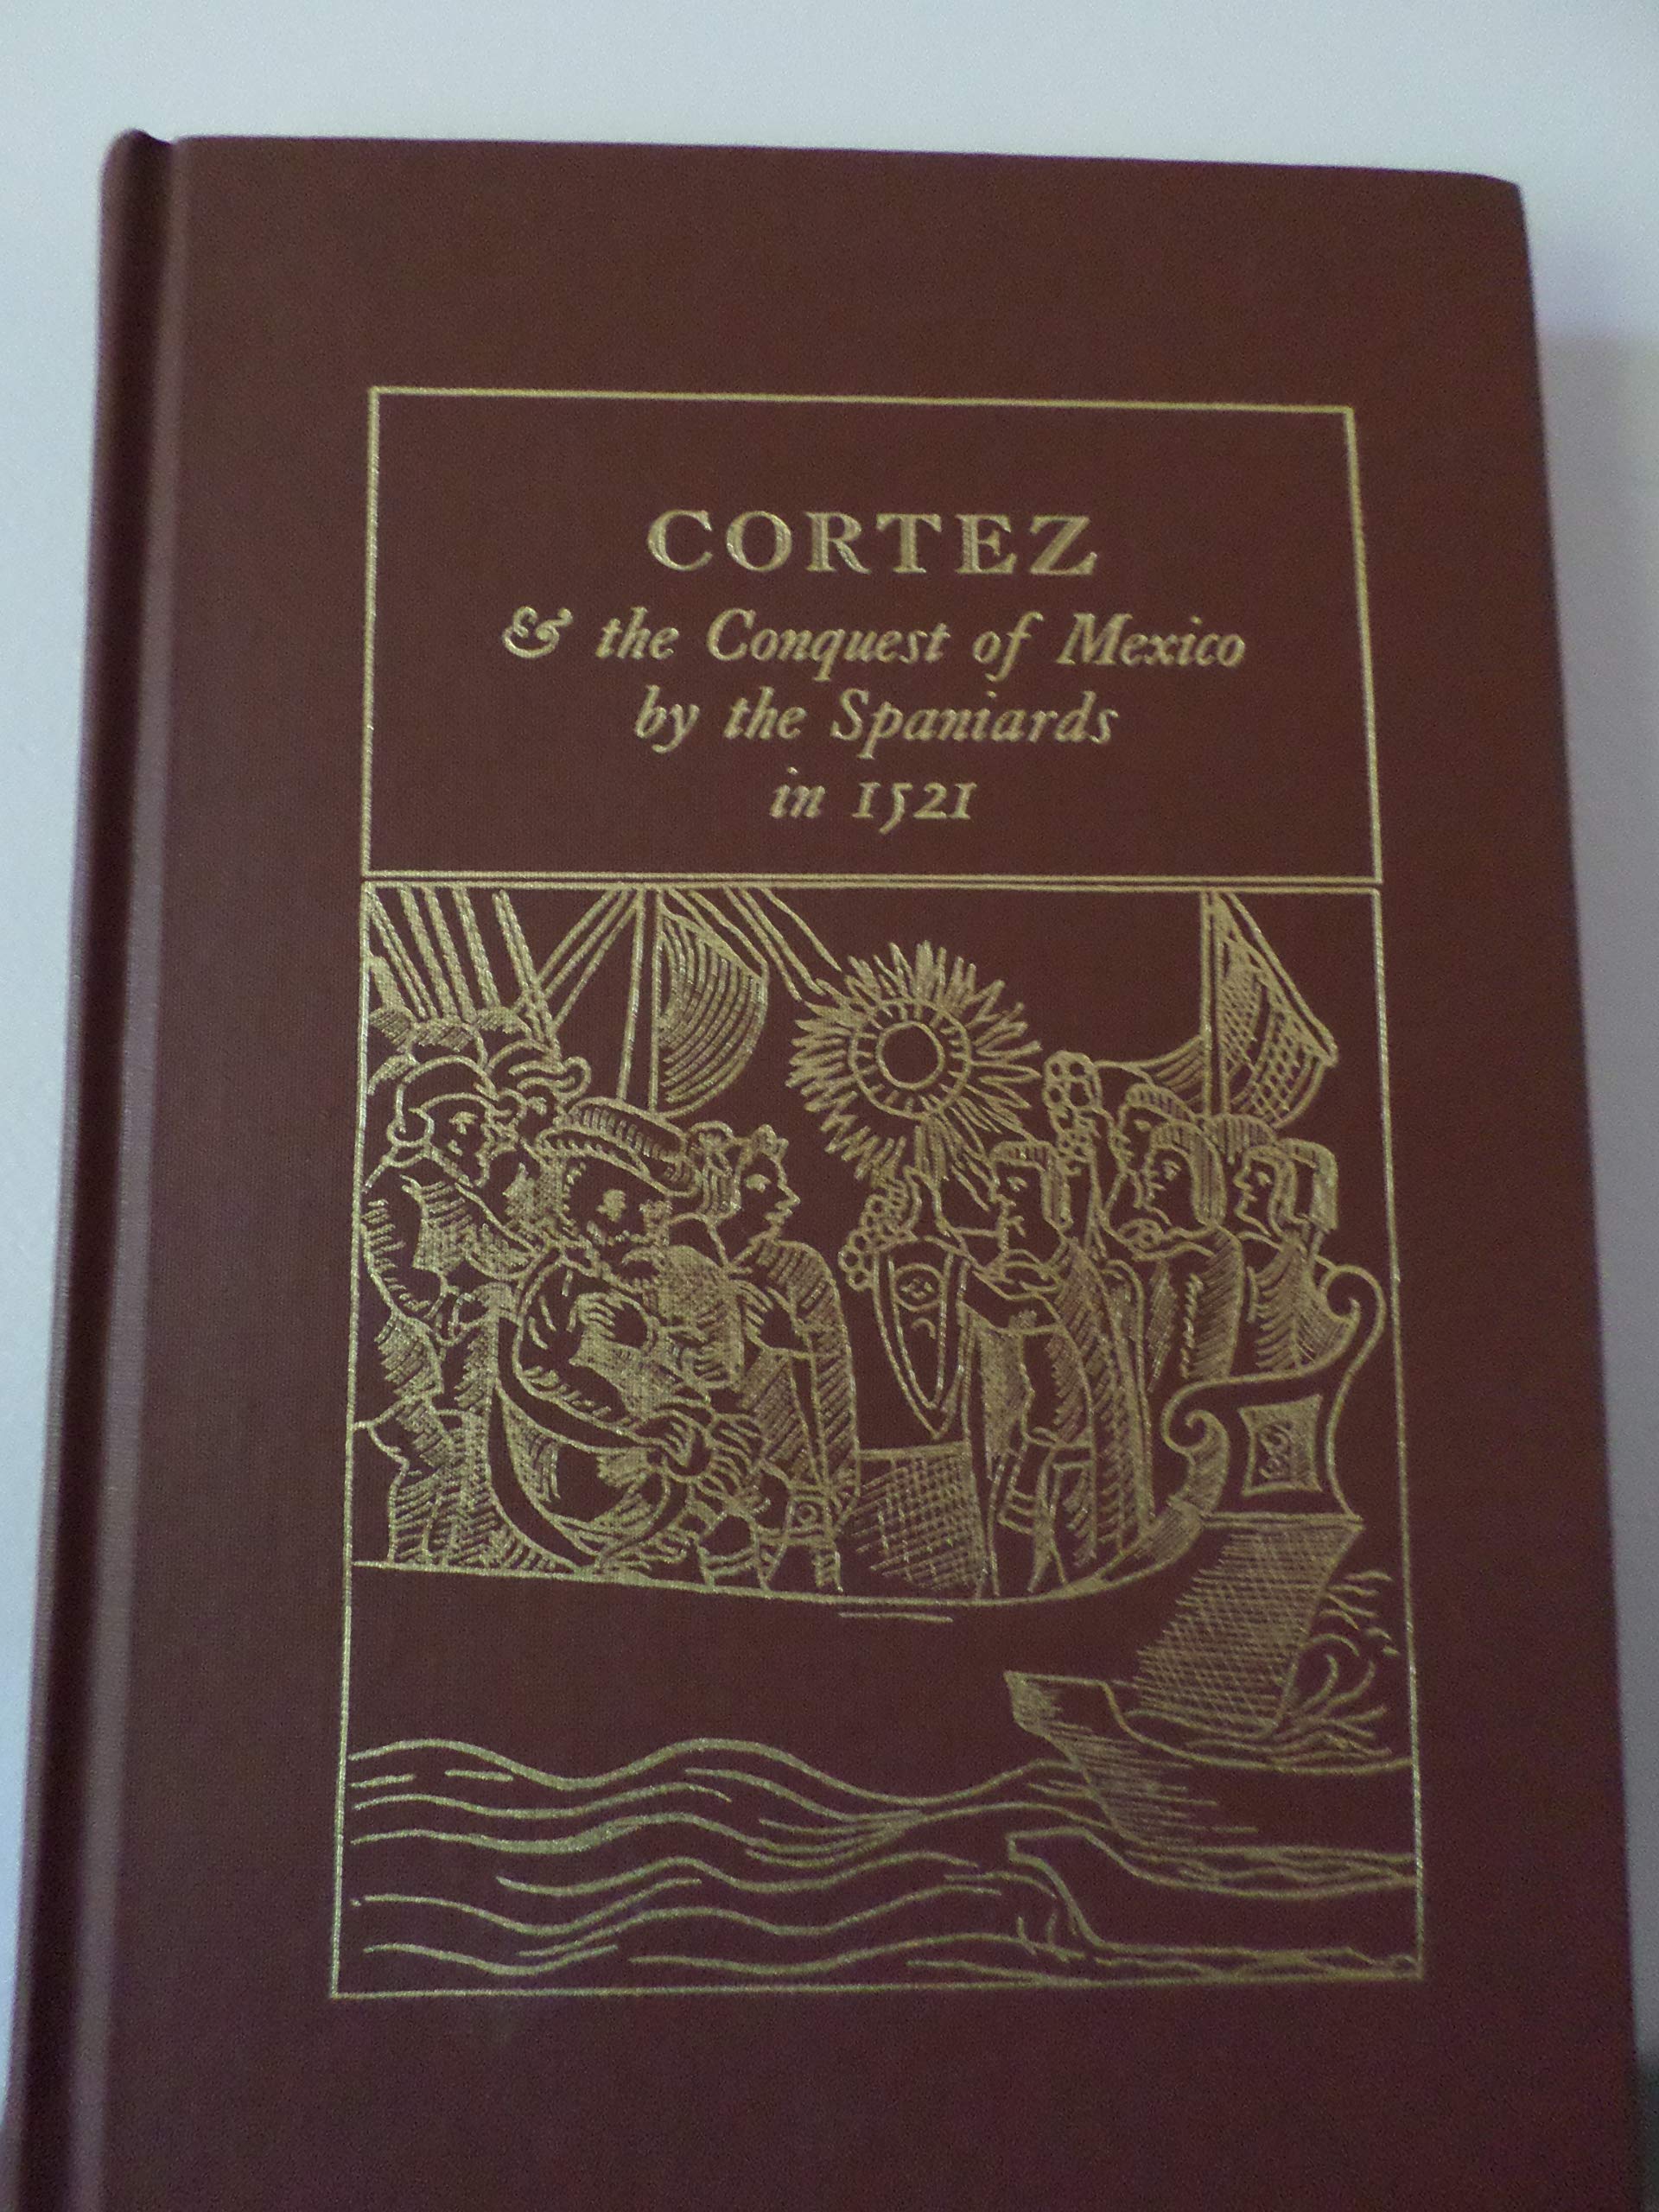 CORTEZ
& the Conquest of Mexico
by the Spaniards
in 1521